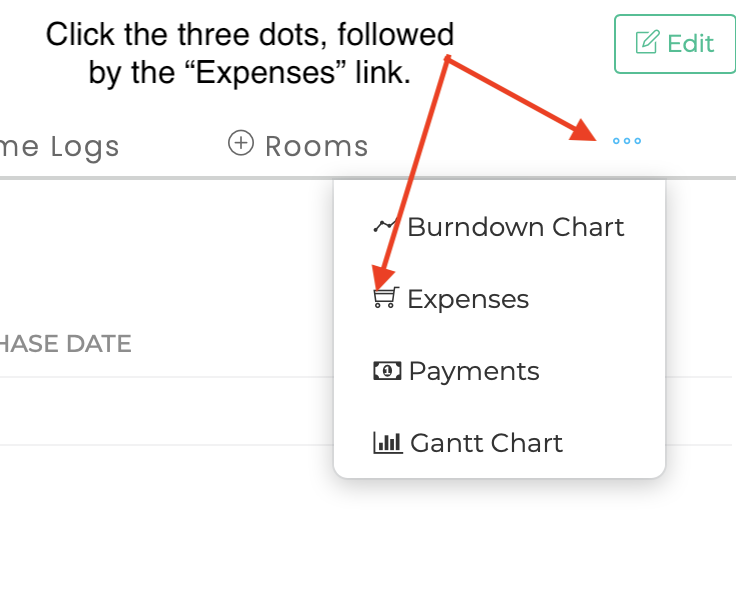 Click the three dots, followed
by the “Expenses” link.
Edit
me Logs
Rooms
Burndown Chart
Expenses
HASE DATE
Payments
Gantt Chart